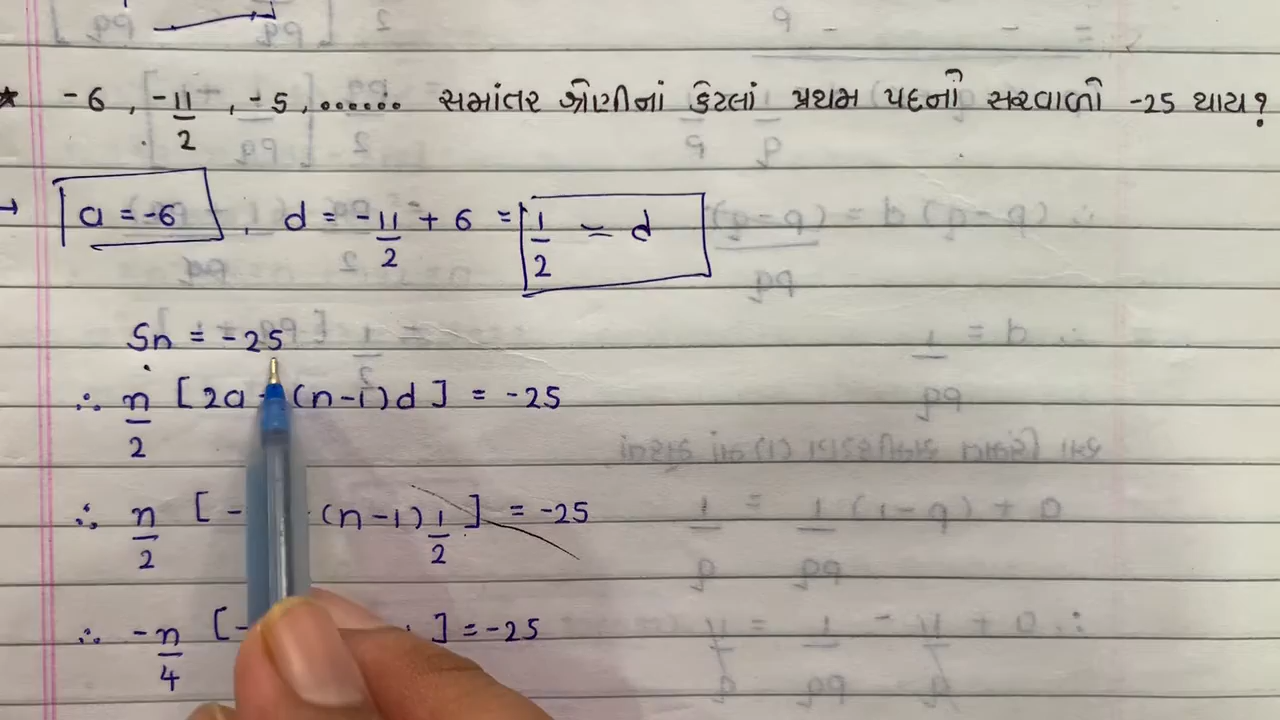 * -6, -11/2, -5, ...... સમાંતર શ્રેણીનાં કેટલાં પ્રથમ પદનો સરવાળો -25 થાય?
→ a = -6, d = -11/2 + 6 = 1/2 = d
Sn = -25
∴ n/2 [2a (n-1)d] = -25
∴ n/2 [- (n-1) 1/2] = -25
∴ -n/4 [- ] = -25